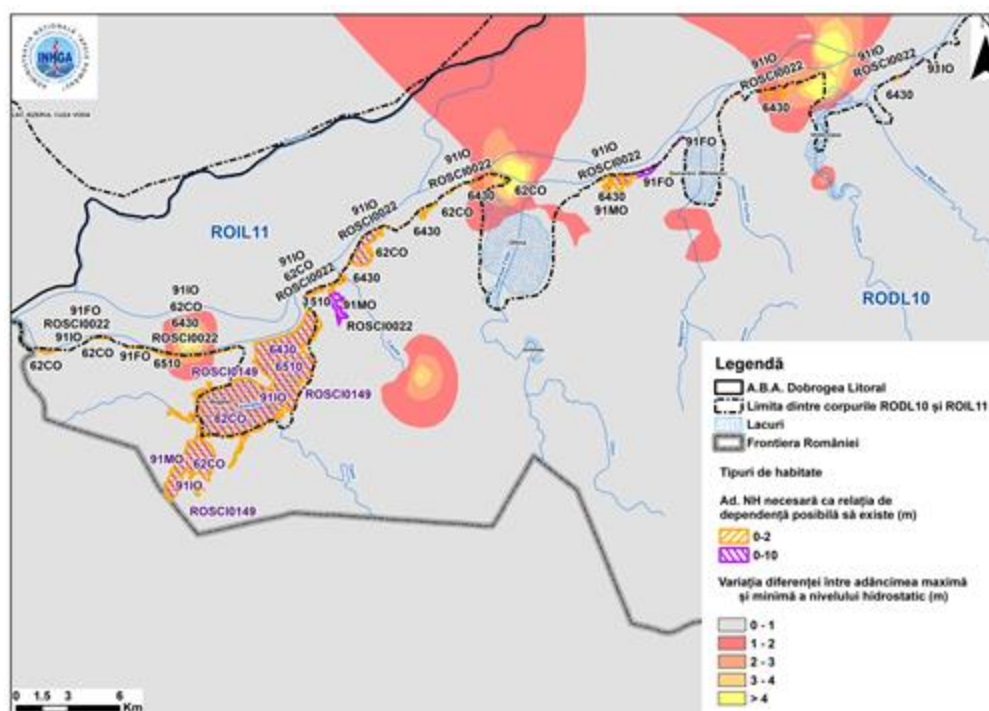 ADMINISTRAȚIA NAȚIONALĂ "APELE ROMÂNE"
INHGA
91IO
ROSCI0022
6430
91IO
ROSCI0022
91IO
6430
91IO
ROSCI0022
6430
62CO
91IO
ROSCI0022
91FO
91FO
6430
91MO
91IO
ROSCI0022
62CO
6430
62CO
ROIL11
RODL10
91IO
62CO
ROSCI0022
6430
3510
91MO
ROSCI0022
91IO
62CO
6430
ROSCI0022
91FO
ROSCI0022
91IO
62CO
62CO
91FO
6510
ROSCI0149
6430
6510
91IO
ROSCI0149
62CO
91MO
62CO
91IO
ROSCI0149
Legendă
A.B.A. Dobrogea Litoral
Limita dintre corpurile RODL10 și ROIL11
Lacuri
Frontiera României
Tipuri de habitate
Ad. NH necesară ca relația de
dependență posibilă să existe (m)
0-2
0-10
Variația diferenței între adâncimea maximă
și minimă a nivelului hidrostatic (m)
0 - 1
1 - 2
2 - 3
3 - 4
> 4
0 1.5 3 6
Km